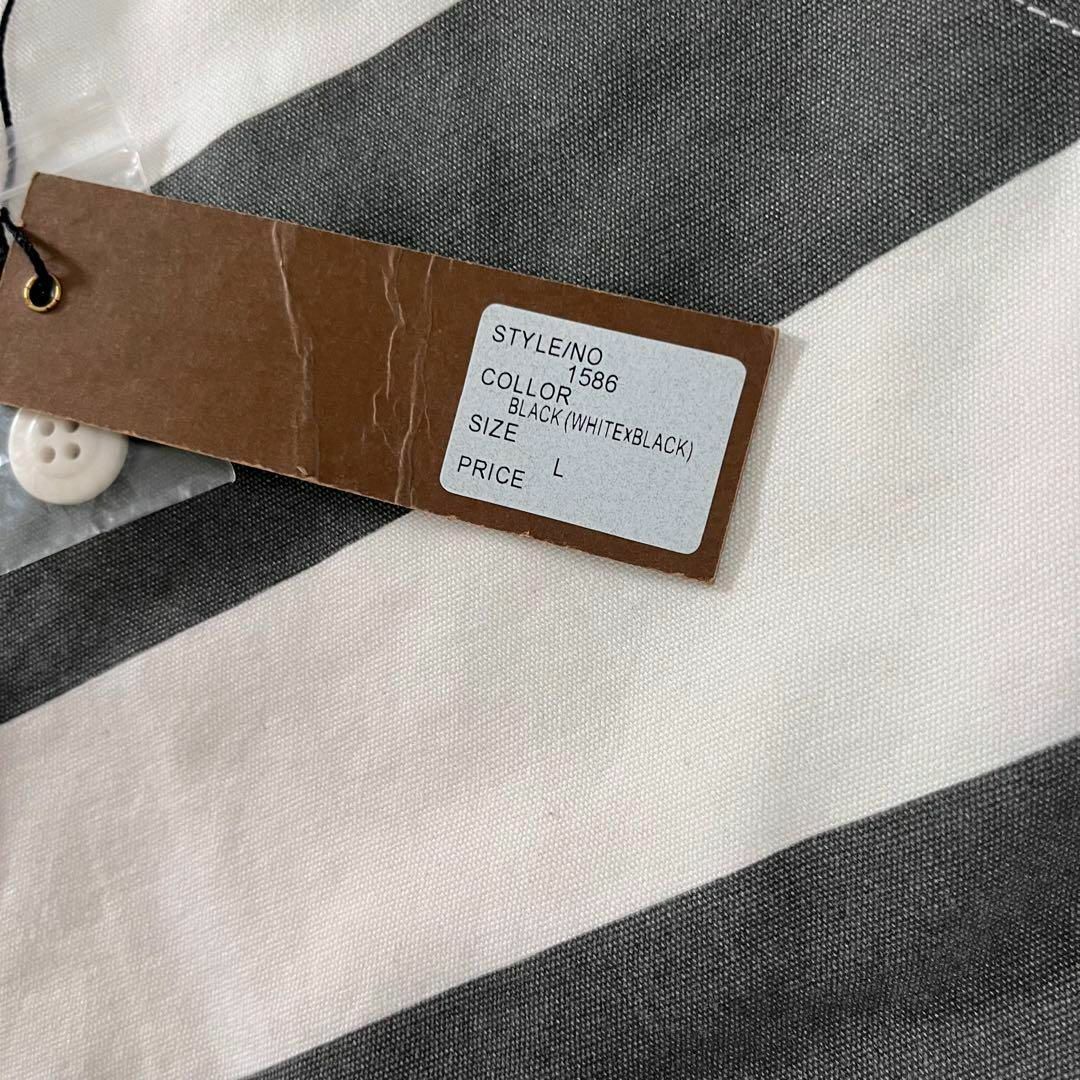 STYLE/NO
1586
COLLOR
BLACK(WHITExBLACK)
SIZE
L
PRICE